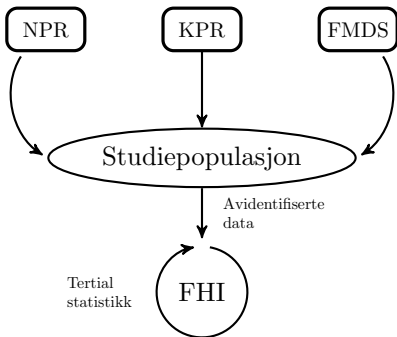 NPR
KPR
FMDS
Studiepopulasjon
Avidentifiserte
data
Tertial
statistikk
FHI